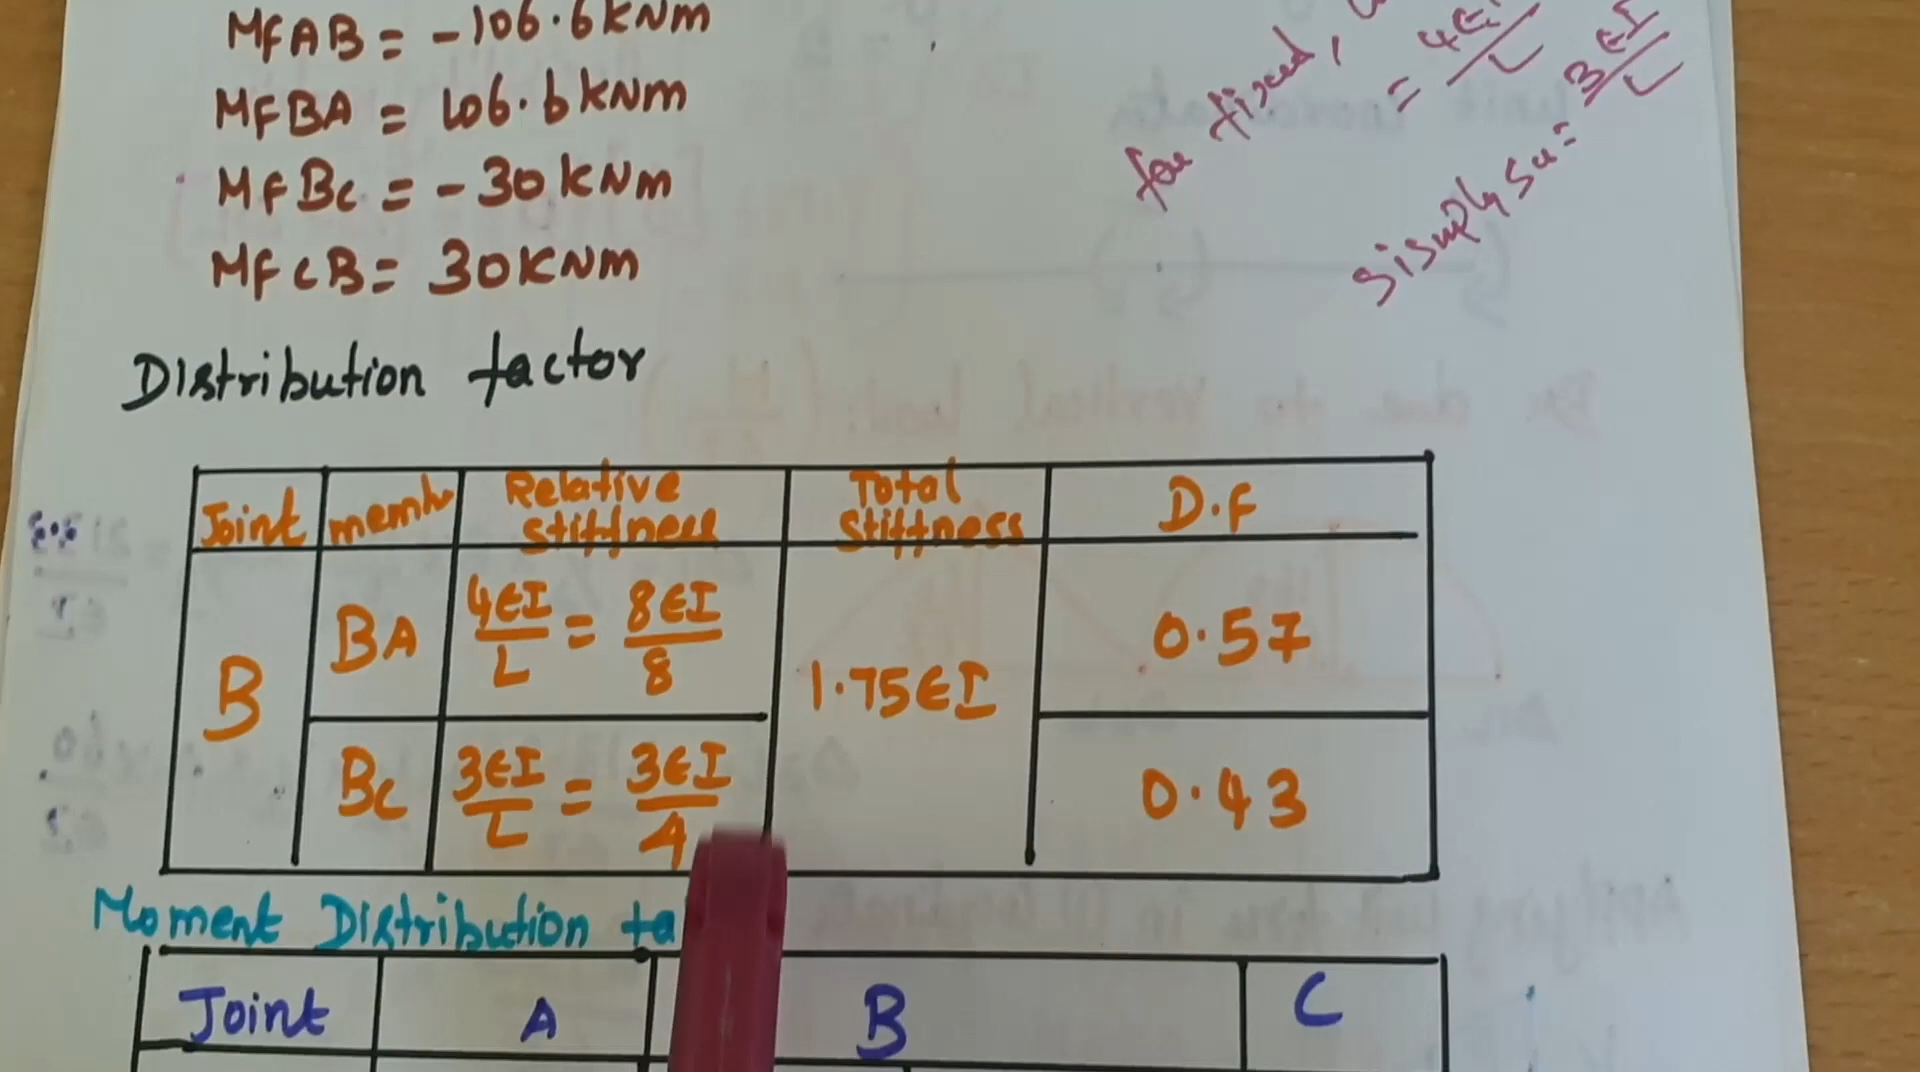 MFAB = -106.6kNm
MFBA = 106.6kNm
MFBC = -30kNm
MFCB = 30KNm
for fixed,
= 4EI/L
simply su = 3EI/L
Distribution factor
Joint
Relative stiffness
Total stiffness
D.F
B
BA
4EI/L = 8EI/8
1.75EI
0.57
BC
3EI/L = 3EI/4
0.43
Moment Distribution ta
Joint
A
B
C